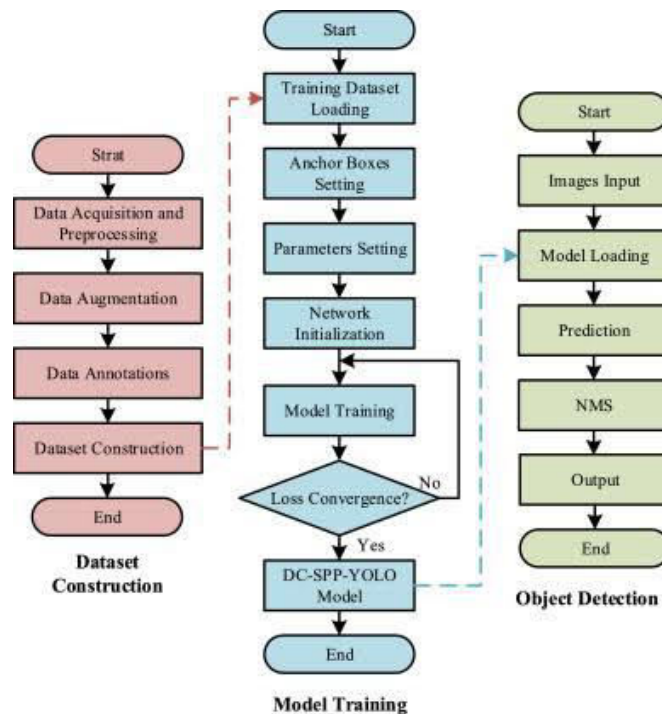 Strat
Data Acquisition and
Preprocessing
Data Augmentation
Data Annotations
Dataset Construction
End
Dataset
Construction
Start
Training Dataset
Loading
Anchor Boxes
Setting
Parameters Setting
Network
Initialization
Model Training
Loss Convergence?
No
Yes
DC-SPP-YOLO
Model
End
Model Training
Start
Images Input
Model Loading
Prediction
NMS
Output
End
Object Detection